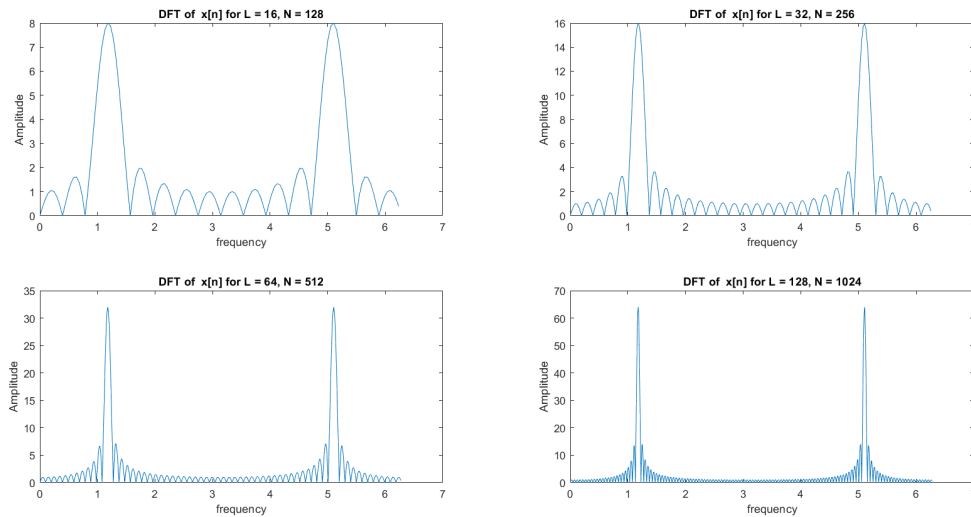 DFT of x[n] for L = 16, N = 128
8
7
6
5
4
3
2
1
0
Amplitude
0 1 2 3 4 5 6 7
frequency
DFT of x[n] for L = 32, N = 256
16
14
12
10
8
6
4
2
0
Amplitude
0 1 2 3 4 5 6
frequency
DFT of x[n] for L = 64, N = 512
35
30
25
20
15
10
5
0
Amplitude
0 1 2 3 4 5 6 7
frequency
DFT of x[n] for L = 128, N = 1024
70
60
50
40
30
20
10
0
Amplitude
0 1 2 3 4 5 6
frequency